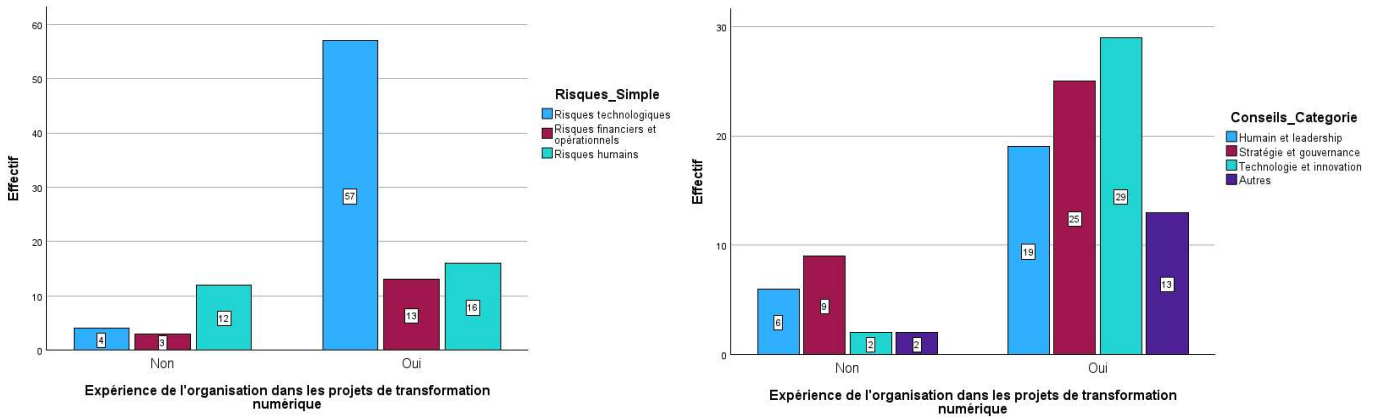 60
50
40
30
20
10
0
Effectif
4
3
12
57
13
16
Non
Oui
Expérience de l'organisation dans les projets de transformation
numérique
Risques_Simple
Risques technologiques
Risques financiers et
opérationnels
Risques humains
30
20
10
0
Effectif
6
9
2
2
19
25
29
13
Non
Oui
Expérience de l'organisation dans les projets de transformation
numérique
Conseils_Categorie
Humain et leadership
Stratégie et gouvernance
Technologie et innovation
Autres